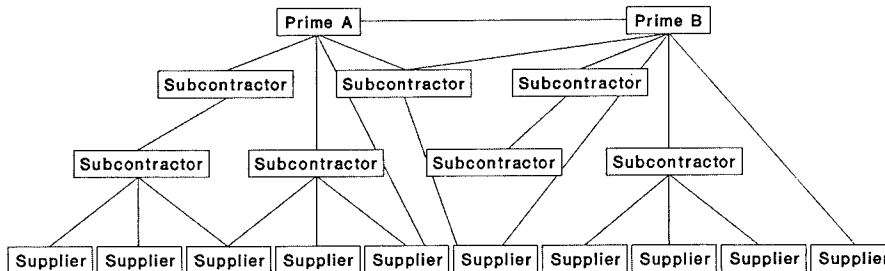 Prime A Prime B
Subcontractor Subcontractor Subcontractor
Subcontractor Subcontractor Subcontractor Subcontractor
Supplier Supplier Supplier Supplier Supplier Supplier Supplier Supplier Supplier Supplier